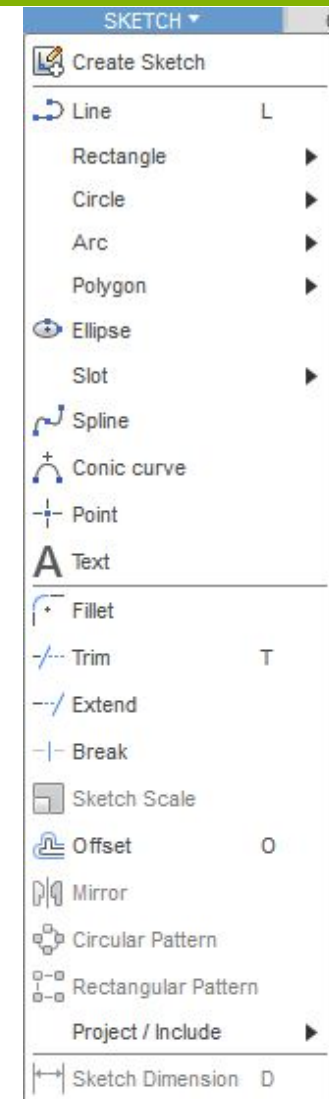 SKETCH
Create Sketch
Line L
Rectangle
Circle
Arc
Polygon
Ellipse
Slot
Spline
Conic curve
Point
A Text
Fillet
Trim T
Extend
Break
Sketch Scale
Offset O
Mirror
Circular Pattern
Rectangular Pattern
Project / Include
Sketch Dimension D